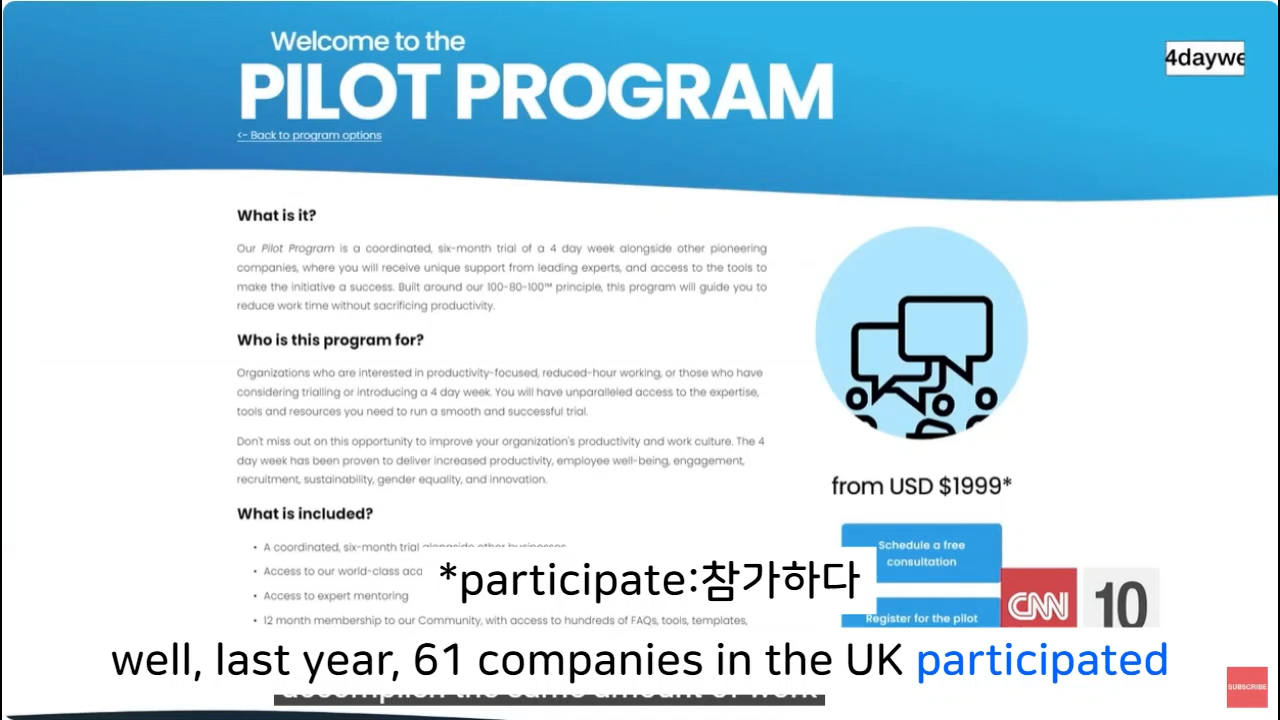 Welcome to the
4daywe
PILOT PROGRAM
<- Back to program options
What is it?
Our Pilot Program is a coordinated, six-month trial of a 4 day week alongside other pioneering
companies, where you will receive unique support from leading experts, and access to the tools to
make the initiative a success. Built around our 100-80-100™ principle, this program will guide you to
reduce work time without sacrificing productivity.
Who is this program for?
Organizations who are interested in productivity-focused, reduced-hour working, or those who have
considering trialling or introducing a 4 day week. You will have unparalleled access to the expertise,
tools and resources you need to run a smooth and successful trial.
Don't miss out on this opportunity to improve your organization's productivity and work culture. The 4
day week has been proven to deliver increased productivity, employee well-being, engagement,
recruitment, sustainability, gender equality, and innovation.
from USD $1999*
What is included?
• A coordinated, six-month trial alongside other businesses
Schedule a free
consultation
• Access to our world-class aca
*participate:참가하다
• Access to expert mentoring
CNN 10
• 12 month membership to our Community, with access to hundreds of FAQs, tools, templates,
Register for the pilot
well, last year, 61 companies in the UK participated
accomplish the same amount of work
SUBSCRIBE